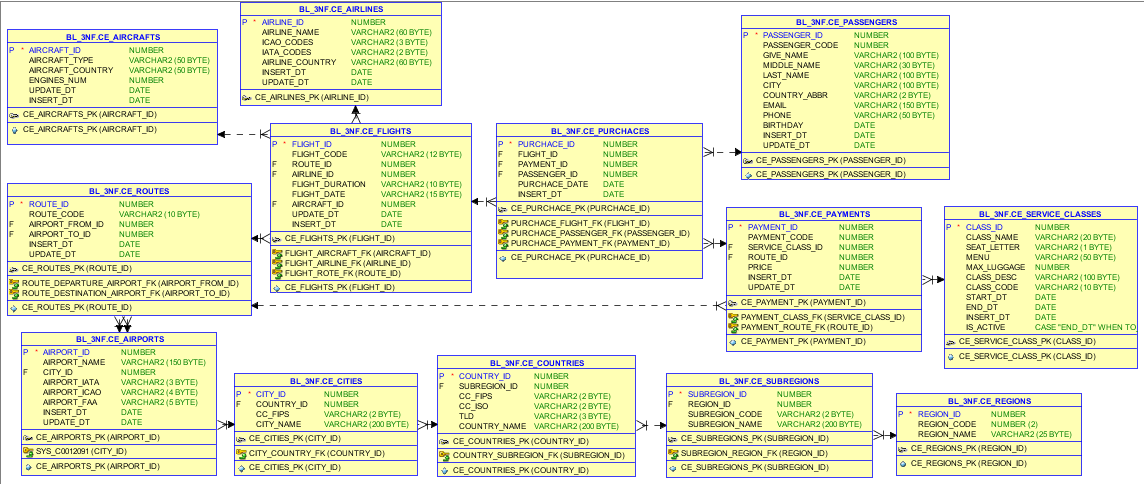 BL_3NF.CE_AIRCRAFTS
P * AIRCRAFT_ID NUMBER
AIRCRAFT_TYPE VARCHAR2 (50 BYTE)
AIRCRAFT_COUNTRY VARCHAR2 (50 BYTE)
ENGINES_NUM NUMBER
UPDATE_DT DATE
INSERT_DT DATE
CE_AIRCRAFTS_PK (AIRCRAFT_ID)
CE_AIRCRAFTS_PK (AIRCRAFT_ID)
BL_3NF.CE_AIRLINES
P * AIRLINE_ID NUMBER
AIRLINE_NAME VARCHAR2 (60 BYTE)
ICAO_CODES VARCHAR2 (3 BYTE)
IATA_CODES VARCHAR2 (2 BYTE)
AIRLINE_COUNTRY VARCHAR2 (60 BYTE)
INSERT_DT DATE
UPDATE_DT DATE
CE_AIRLINES_PK (AIRLINE_ID)
BL_3NF.CE_PASSENGERS
P * PASSENGER_ID NUMBER
PASSENGER_CODE NUMBER
GIVE_NAME VARCHAR2 (100 BYTE)
MIDDLE_NAME VARCHAR2 (30 BYTE)
LAST_NAME VARCHAR2 (100 BYTE)
CITY VARCHAR2 (100 BYTE)
COUNTRY_ABBR VARCHAR2 (2 BYTE)
EMAIL VARCHAR2 (150 BYTE)
PHONE VARCHAR2 (50 BYTE)
BIRTHDAY DATE
INSERT_DT DATE
UPDATE_DT DATE
CE_PASSENGERS_PK (PASSENGER_ID)
CE_PASSENGERS_PK (PASSENGER_ID)
BL_3NF.CE_FLIGHTS
P * FLIGHT_ID NUMBER
FLIGHT_CODE VARCHAR2 (12 BYTE)
F ROUTE_ID NUMBER
F AIRLINE_ID NUMBER
FLIGHT_DURATION VARCHAR2 (10 BYTE)
FLIGHT_DATE VARCHAR2 (15 BYTE)
F AIRCRAFT_ID NUMBER
UPDATE_DT DATE
INSERT_DT DATE
CE_FLIGHTS_PK (FLIGHT_ID)
FLIGHT_AIRCRAFT_FK (AIRCRAFT_ID)
FLIGHT_AIRLINE_FK (AIRLINE_ID)
FLIGHT_ROTE_FK (ROUTE_ID)
CE_FLIGHTS_PK (FLIGHT_ID)
BL_3NF.CE_PURCHACES
P * PURCHACE_ID NUMBER
F FLIGHT_ID NUMBER
F PAYMENT_ID NUMBER
F PASSENGER_ID NUMBER
PURCHACE_DATE DATE
INSERT_DT DATE
CE_PURCHACE_PK (PURCHACE_ID)
PURCHACE_FLIGHT_FK (FLIGHT_ID)
PURCHACE_PASSENGER_FK (PASSENGER_ID)
PURCHACE_PAYMENT_FK (PAYMENT_ID)
CE_PURCHACE_PK (PURCHACE_ID)
BL_3NF.CE_ROUTES
P * ROUTE_ID NUMBER
ROUTE_CODE VARCHAR2 (10 BYTE)
F AIRPORT_FROM_ID NUMBER
F AIRPORT_TO_ID NUMBER
INSERT_DT DATE
UPDATE_DT DATE
CE_ROUTES_PK (ROUTE_ID)
ROUTE_DEPARTURE_AIRPORT_FK (AIRPORT_FROM_ID)
ROUTE_DESTINATION_AIRPORT_FK (AIRPORT_TO_ID)
CE_ROUTES_PK (ROUTE_ID)
BL_3NF.CE_PAYMENTS
P * PAYMENT_ID NUMBER
PAYMENT_CODE NUMBER
F SERVICE_CLASS_ID NUMBER
F ROUTE_ID NUMBER
PRICE NUMBER
INSERT_DT DATE
UPDATE_DT DATE
CE_PAYMENT_PK (PAYMENT_ID)
PAYMENT_CLASS_FK (SERVICE_CLASS_ID)
PAYMENT_ROUTE_FK (ROUTE_ID)
CE_PAYMENT_PK (PAYMENT_ID)
BL_3NF.CE_SERVICE_CLASSES
P * CLASS_ID NUMBER
CLASS_NAME VARCHAR2 (20 BYTE)
SEAT_LETTER VARCHAR2 (1 BYTE)
MENU VARCHAR2 (50 BYTE)
MAX_LUGGAGE NUMBER
CLASS_DESC VARCHAR2 (100 BYTE)
CLASS_CODE VARCHAR2 (10 BYTE)
START_DT DATE
END_DT DATE
INSERT_DT DATE
IS_ACTIVE CASE "END_DT" WHEN TO
CE_SERVICE_CLASS_PK (CLASS_ID)
CE_SERVICE_CLASS_PK (CLASS_ID)
BL_3NF.CE_AIRPORTS
P * AIRPORT_ID NUMBER
AIRPORT_NAME VARCHAR2 (150 BYTE)
F CITY_ID NUMBER
AIRPORT_IATA VARCHAR2 (3 BYTE)
AIRPORT_ICAO VARCHAR2 (4 BYTE)
AIRPORT_FAA VARCHAR2 (5 BYTE)
INSERT_DT DATE
UPDATE_DT DATE
CE_AIRPORTS_PK (AIRPORT_ID)
SYS_C0012091 (CITY_ID)
CE_AIRPORTS_PK (AIRPORT_ID)
BL_3NF.CE_CITIES
P * CITY_ID NUMBER
F COUNTRY_ID NUMBER
CC_FIPS VARCHAR2 (2 BYTE)
CITY_NAME VARCHAR2 (200 BYTE)
CE_CITIES_PK (CITY_ID)
CITY_COUNTRY_FK (COUNTRY_ID)
CE_CITIES_PK (CITY_ID)
BL_3NF.CE_COUNTRIES
P * COUNTRY_ID NUMBER
F SUBREGION_ID NUMBER
CC_FIPS VARCHAR2 (2 BYTE)
CC_ISO VARCHAR2 (2 BYTE)
TLD VARCHAR2 (3 BYTE)
COUNTRY_NAME VARCHAR2 (200 BYTE)
CE_COUNTRIES_PK (COUNTRY_ID)
COUNTRY_SUBREGION_FK (SUBREGION_ID)
CE_COUNTRIES_PK (COUNTRY_ID)
BL_3NF.CE_SUBREGIONS
P * SUBREGION_ID NUMBER
F REGION_ID NUMBER
SUBREGION_CODE VARCHAR2 (2 BYTE)
SUBREGION_NAME VARCHAR2 (200 BYTE)
CE_SUBREGIONS_PK (SUBREGION_ID)
SUBREGION_REGION_FK (REGION_ID)
CE_SUBREGIONS_PK (SUBREGION_ID)
BL_3NF.CE_REGIONS
P * REGION_ID NUMBER
REGION_CODE NUMBER (2)
REGION_NAME VARCHAR2 (25 BYTE)
CE_REGIONS_PK (REGION_ID)
CE_REGIONS_PK (REGION_ID)